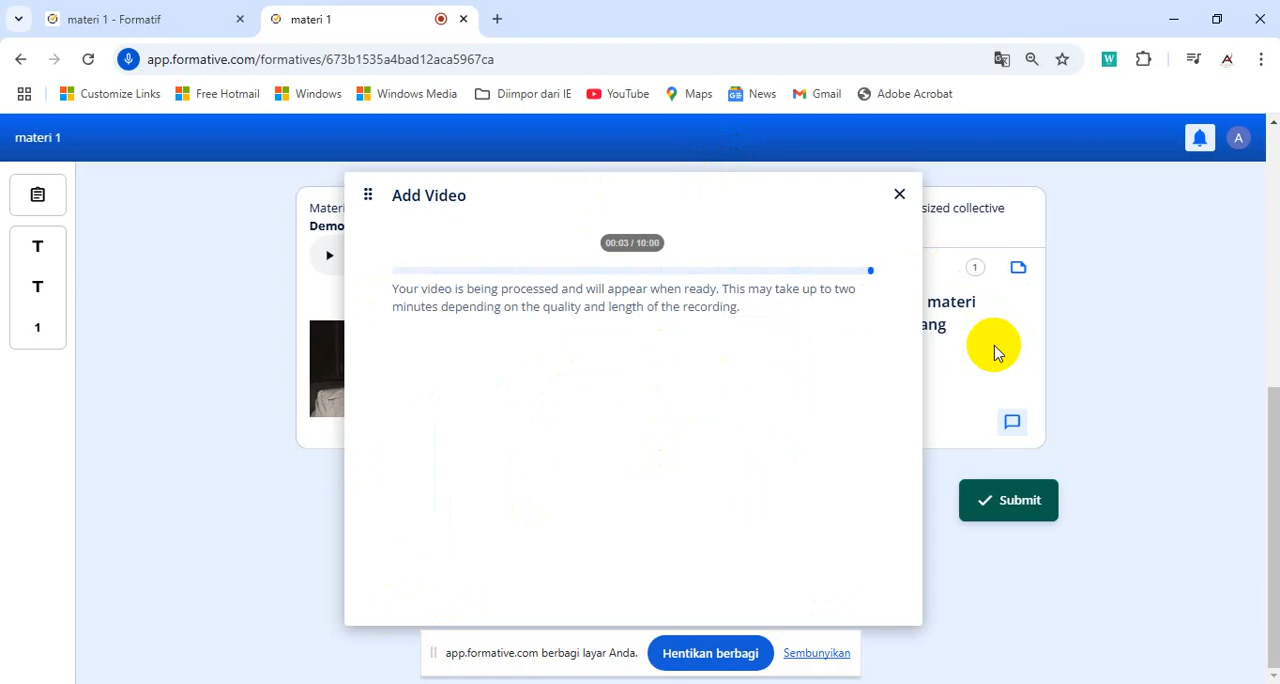 materi 1 - Formatif
materi 1
app.formative.com/formatives/673b1535a4bad12aca5967ca
W
Customize Links
Free Hotmail
Windows
Windows Media
Diimpor dari IE
YouTube
Maps
News
Gmail
Adobe Acrobat
materi 1
A
T
T
1
Materi
Demo
Add Video
00:03 / 10:00
Your video is being processed and will appear when ready. This may take up to two
minutes depending on the quality and length of the recording.
sized collective
1
materi
ang
Submit
app.formative.com berbagi layar Anda.
Hentikan berbagi
Sembunyikan